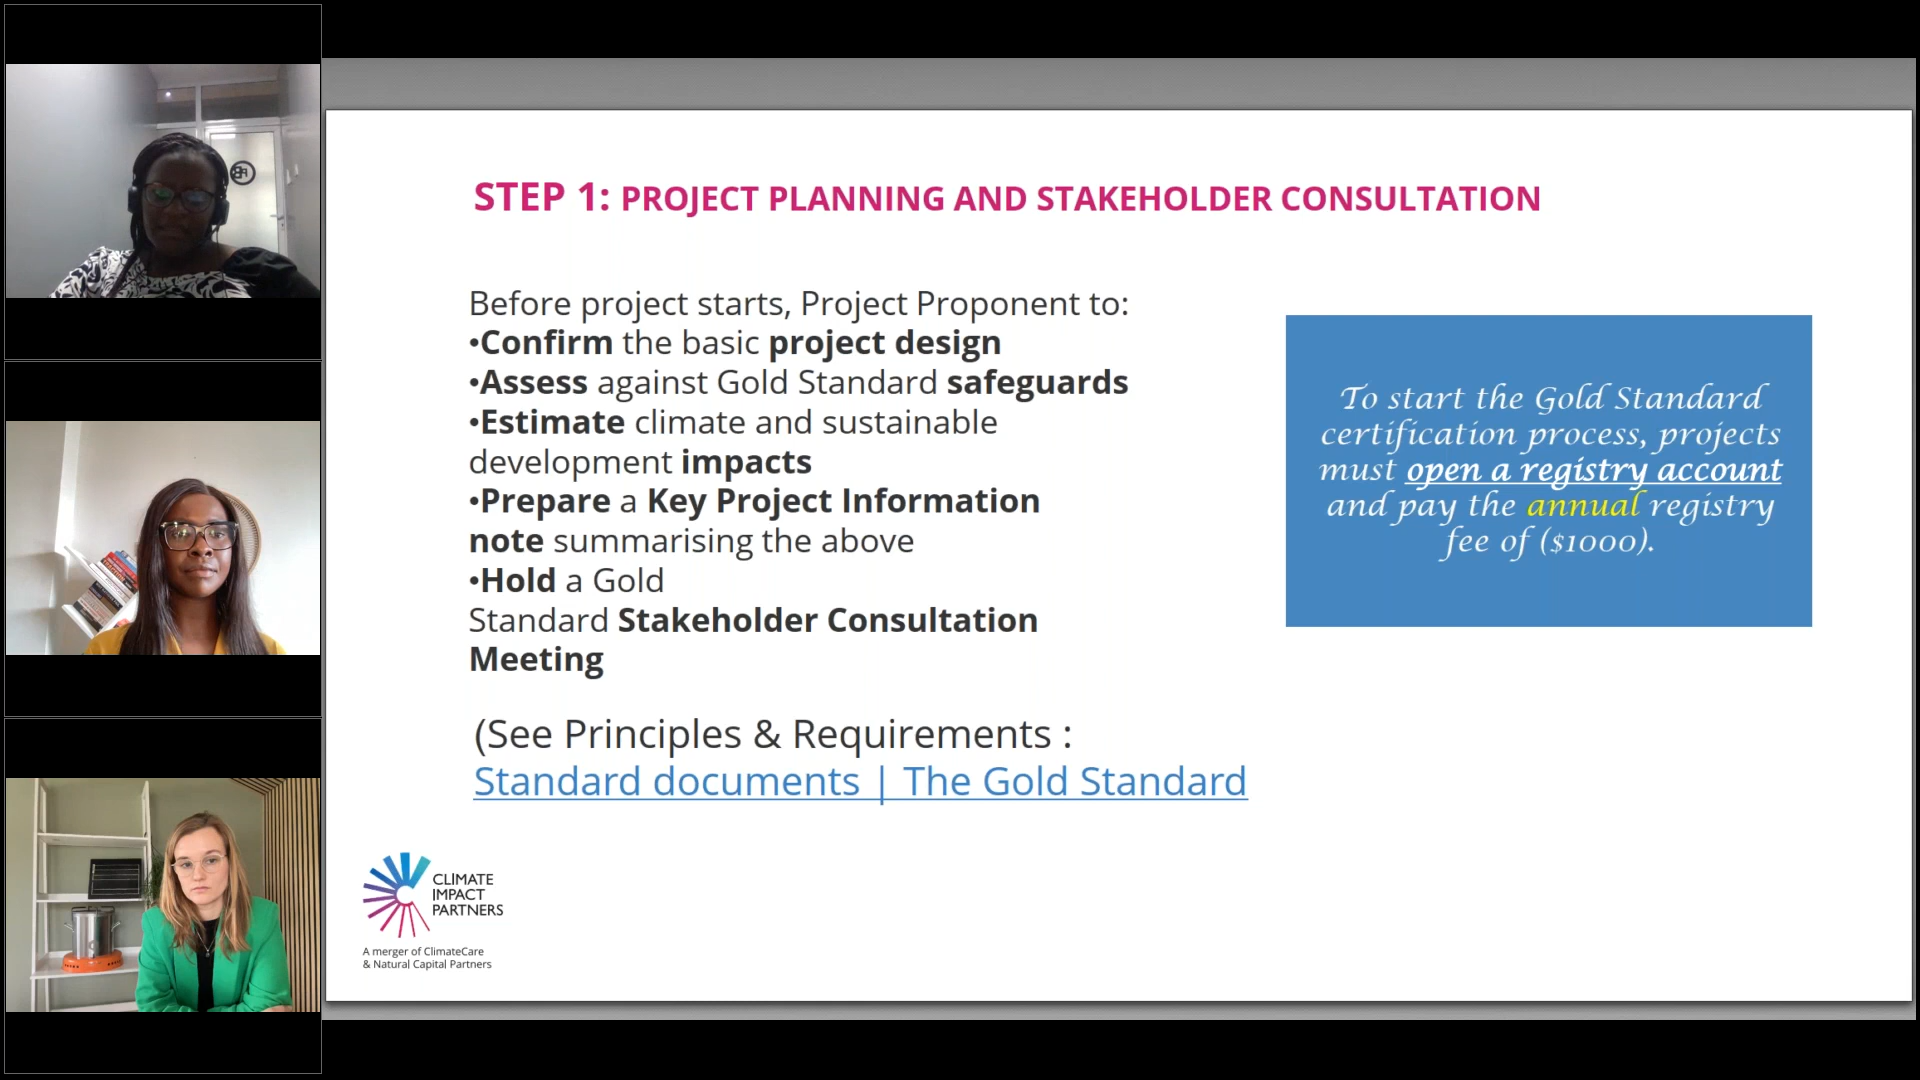 STEP 1: PROJECT PLANNING AND STAKEHOLDER CONSULTATION
Before project starts, Project Proponent to:
•Confirm the basic project design
•Assess against Gold Standard safeguards
•Estimate climate and sustainable
development impacts
•Prepare a Key Project Information
note summarising the above
•Hold a Gold
Standard Stakeholder Consultation
Meeting
(See Principles & Requirements :
Standard documents | The Gold Standard
To start the Gold Standard
certification process, projects
must open a registry account
and pay the annual registry
fee of ($1000).
CLIMATE
IMPACT
PARTNERS
A merger of ClimateCare
& Natural Capital Partners